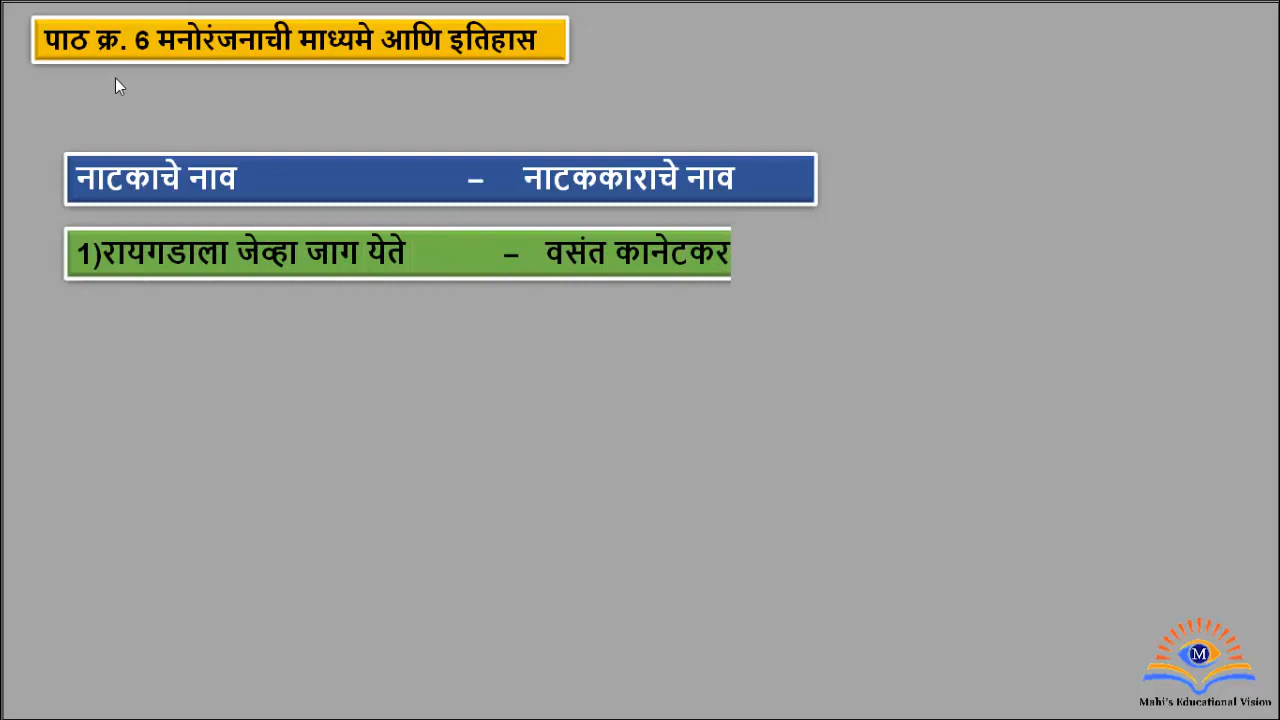 पाठ क्र. 6 मनोरंजनाची माध्यमे आणि इतिहास
नाटकाचे नाव – नाटककाराचे नाव
1)रायगडाला जेव्हा जाग येते – वसंत कानेटकर
M
Mahi's Educational Vision